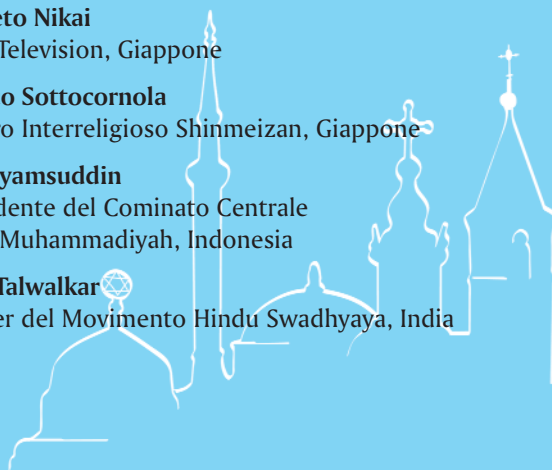 eto Nikai
Television, Giappone
o Sottocornola
o Interreligioso Shinmeizan, Giappone
yamsuddin
dente del Cominato Centrale
Muhammadiyah, Indonesia
Talwalkar
er del Movimento Hindu Swadhyaya, India